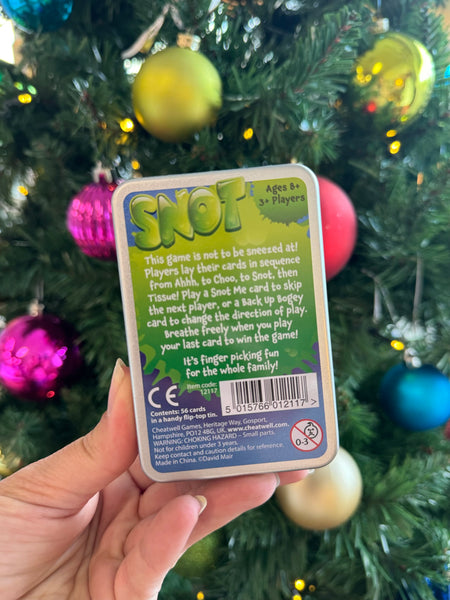 SNOT
Ages 8+
3+ Players
This game is not to be sneezed at!
Players lay their cards in sequence
from Ahhh, to Choo, to Snot, then
Tissue! Play a Snot Me card to skip
the next player, or a Back Up Bogey
card to change the direction of play.
Breathe freely when you play
your last card to win the game!
It's finger picking fun
for the whole family!
CE
Item code:
12117
5 015766 012117 >
Contents: 56 cards
in a handy flip-top tin.
Cheatwell Games, Heritage Way, Gosport,
Hampshire, PO12 4BG, UK. www.cheatwell.com
WARNING: CHOKING HAZARD – Small parts.
Not for children under 3 years.
Keep contact and caution details for reference.
Made in China. ©David Mair
0-3